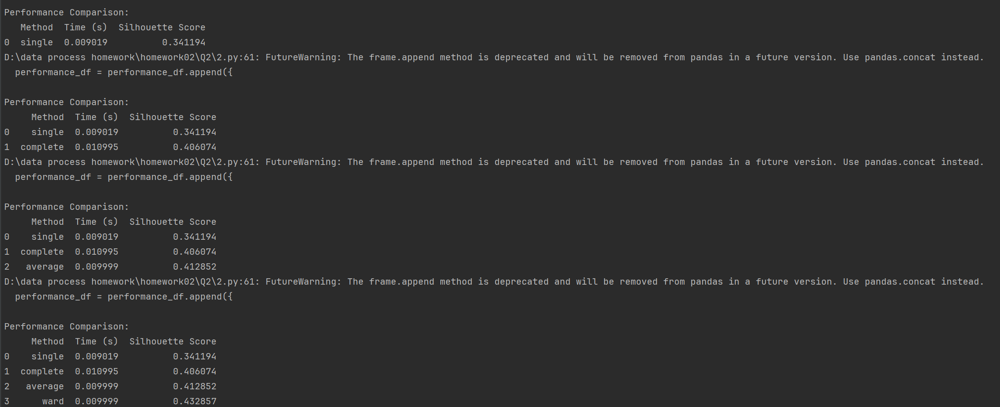 Performance Comparison:
   Method  Time (s)  Silhouette Score
0  single  0.009019          0.341194
D:\data process homework\homework02\Q2\2.py:61: FutureWarning: The frame.append method is deprecated and will be removed from pandas in a future version. Use pandas.concat instead.
  performance_df = performance_df.append({

Performance Comparison:
     Method  Time (s)  Silhouette Score
0    single  0.009019          0.341194
1  complete  0.010995          0.406074
D:\data process homework\homework02\Q2\2.py:61: FutureWarning: The frame.append method is deprecated and will be removed from pandas in a future version. Use pandas.concat instead.
  performance_df = performance_df.append({

Performance Comparison:
     Method  Time (s)  Silhouette Score
0    single  0.009019          0.341194
1  complete  0.010995          0.406074
2   average  0.009999          0.412852
D:\data process homework\homework02\Q2\2.py:61: FutureWarning: The frame.append method is deprecated and will be removed from pandas in a future version. Use pandas.concat instead.
  performance_df = performance_df.append({

Performance Comparison:
     Method  Time (s)  Silhouette Score
0    single  0.009019          0.341194
1  complete  0.010995          0.406074
2   average  0.009999          0.412852
3      ward  0.009999          0.432857